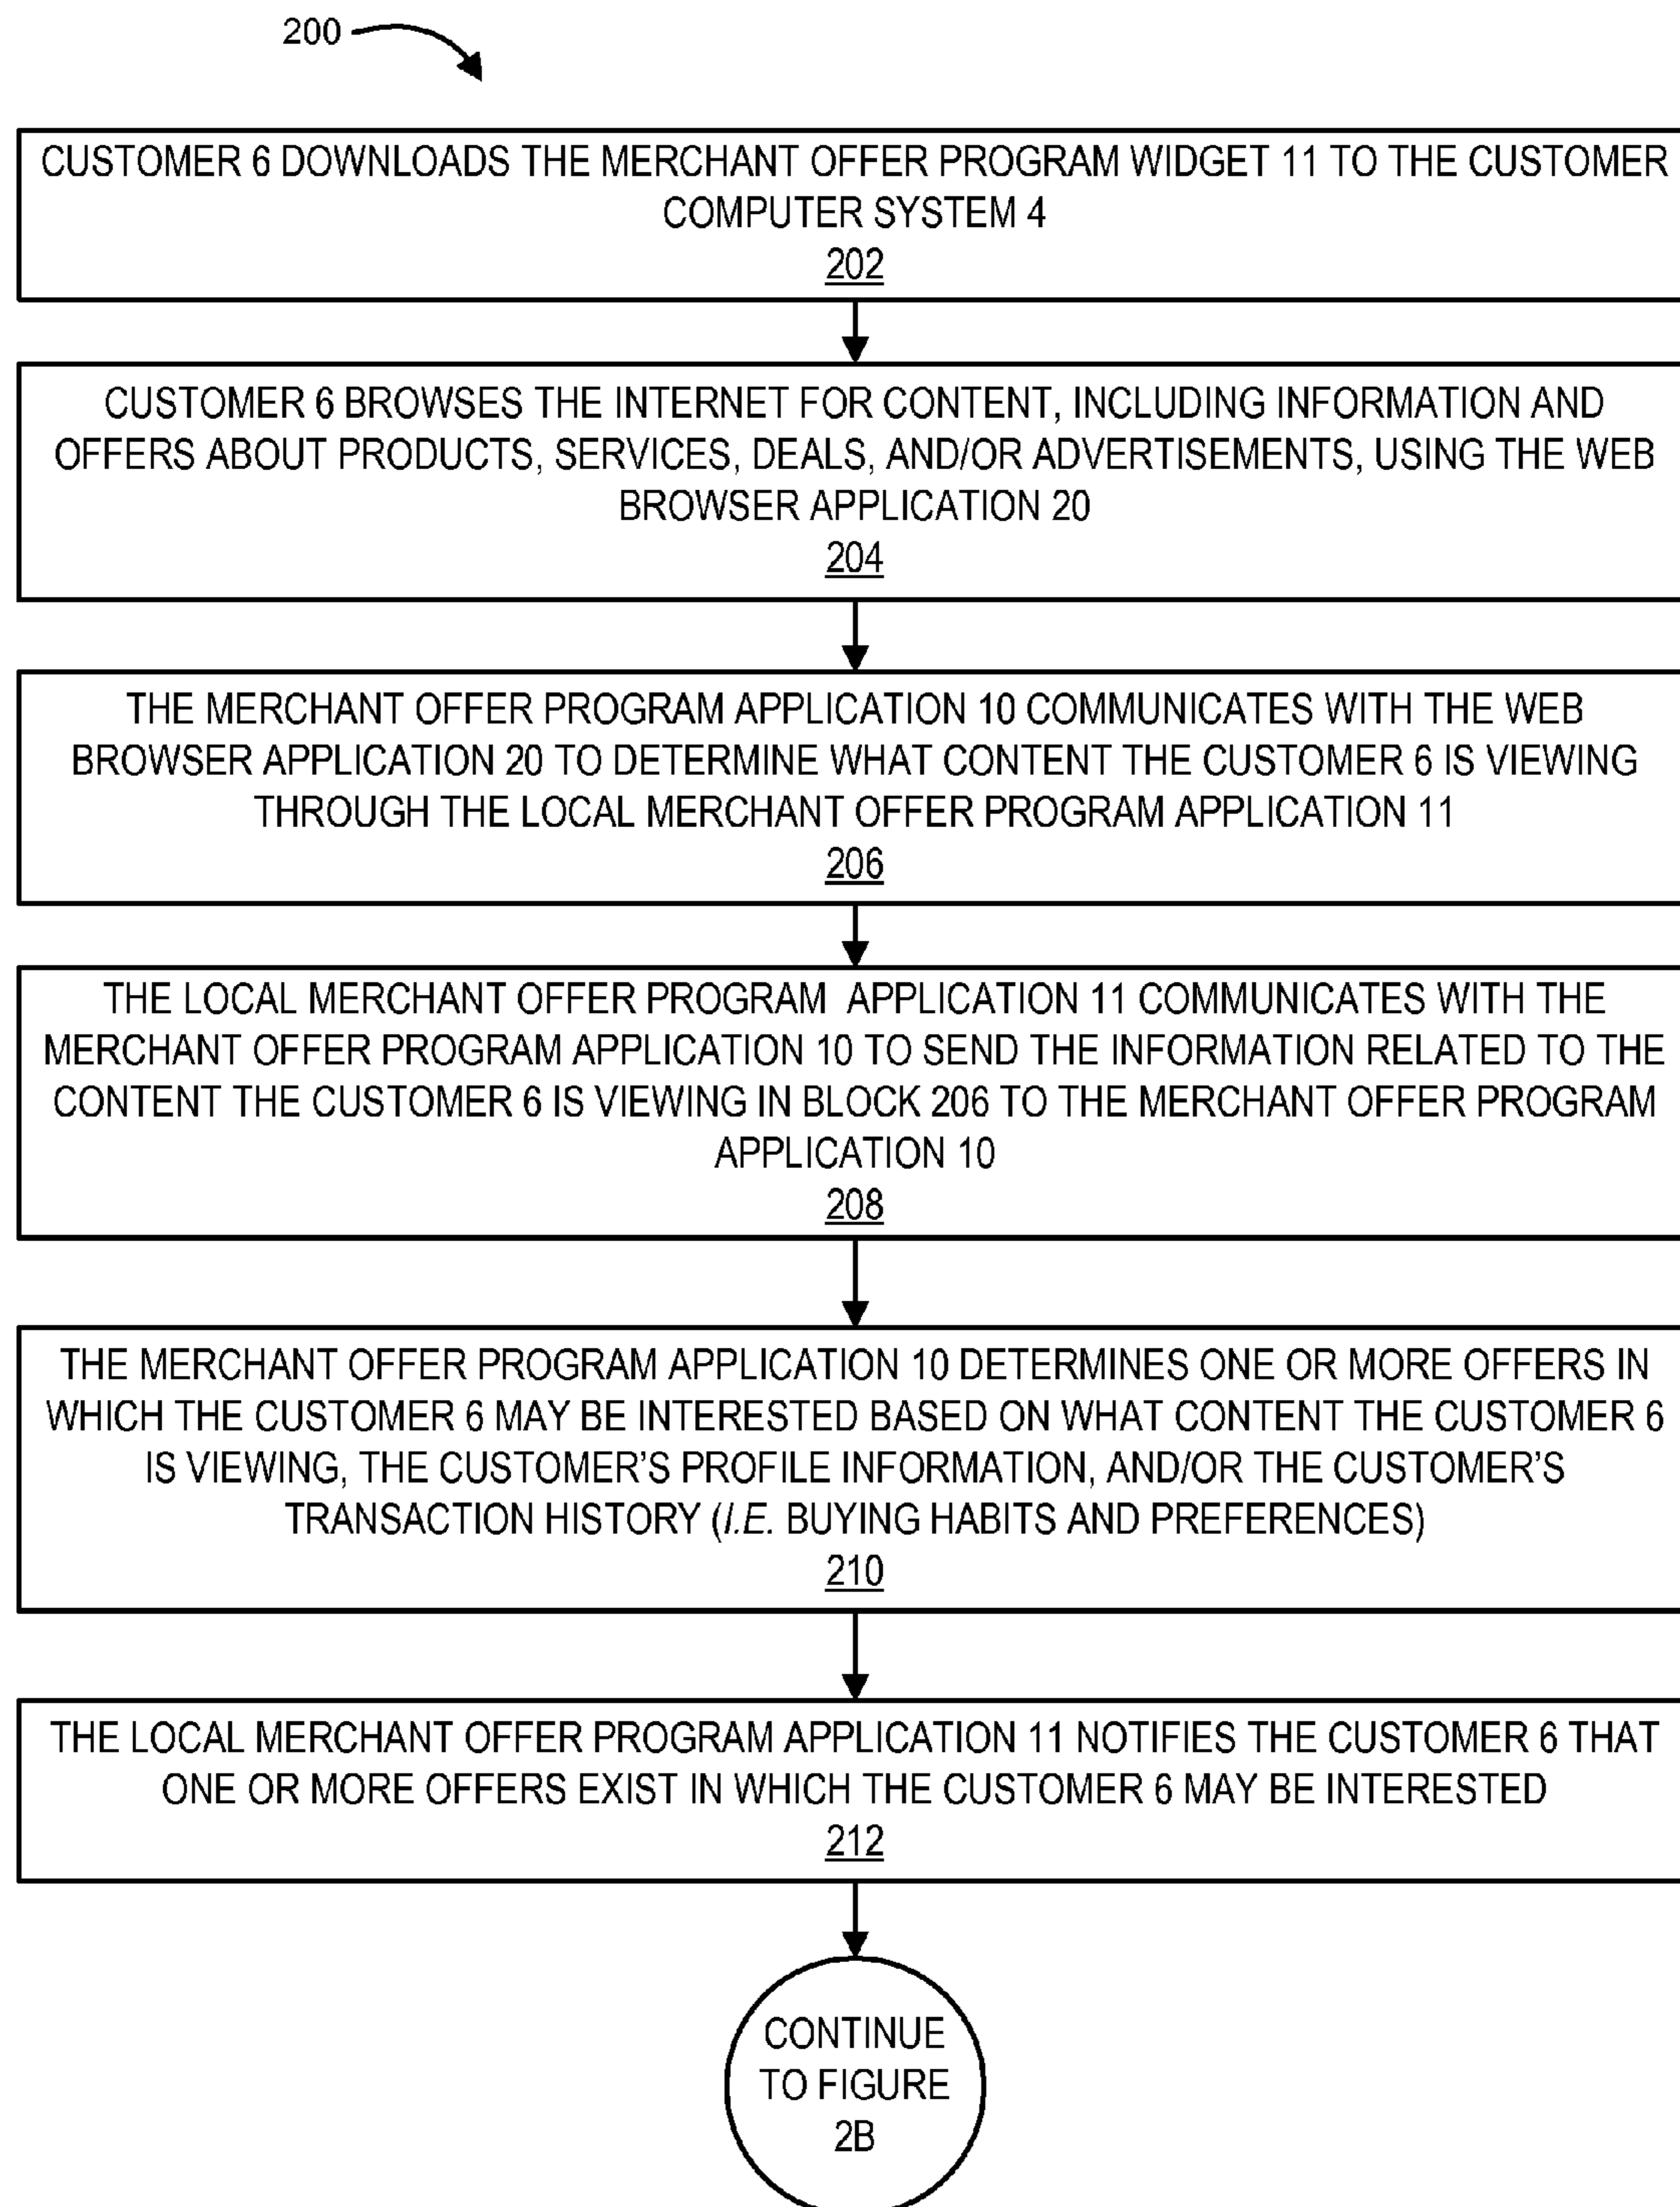 200
CUSTOMER 6 DOWNLOADS THE MERCHANT OFFER PROGRAM WIDGET 11 TO THE CUSTOMER
COMPUTER SYSTEM 4
202
CUSTOMER 6 BROWSES THE INTERNET FOR CONTENT, INCLUDING INFORMATION AND
OFFERS ABOUT PRODUCTS, SERVICES, DEALS, AND/OR ADVERTISEMENTS, USING THE WEB
BROWSER APPLICATION 20
204
THE MERCHANT OFFER PROGRAM APPLICATION 10 COMMUNICATES WITH THE WEB
BROWSER APPLICATION 20 TO DETERMINE WHAT CONTENT THE CUSTOMER 6 IS VIEWING
THROUGH THE LOCAL MERCHANT OFFER PROGRAM APPLICATION 11
206
THE LOCAL MERCHANT OFFER PROGRAM APPLICATION 11 COMMUNICATES WITH THE
MERCHANT OFFER PROGRAM APPLICATION 10 TO SEND THE INFORMATION RELATED TO THE
CONTENT THE CUSTOMER 6 IS VIEWING IN BLOCK 206 TO THE MERCHANT OFFER PROGRAM
APPLICATION 10
208
THE MERCHANT OFFER PROGRAM APPLICATION 10 DETERMINES ONE OR MORE OFFERS IN
WHICH THE CUSTOMER 6 MAY BE INTERESTED BASED ON WHAT CONTENT THE CUSTOMER 6
IS VIEWING, THE CUSTOMER'S PROFILE INFORMATION, AND/OR THE CUSTOMER'S
TRANSACTION HISTORY (I.E. BUYING HABITS AND PREFERENCES)
210
THE LOCAL MERCHANT OFFER PROGRAM APPLICATION 11 NOTIFIES THE CUSTOMER 6 THAT
ONE OR MORE OFFERS EXIST IN WHICH THE CUSTOMER 6 MAY BE INTERESTED
212
CONTINUE
TO FIGURE
2B